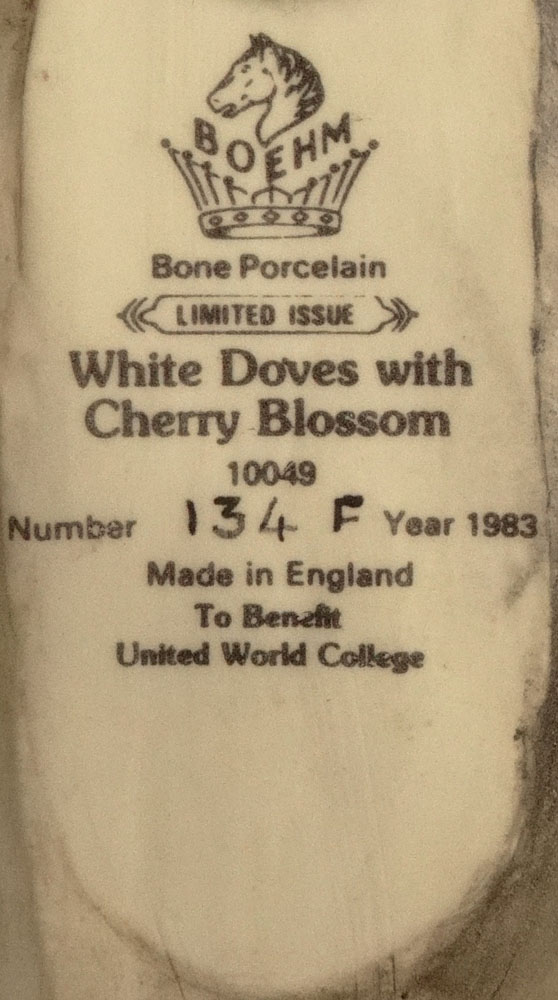 BOEHM
Bone Porcelain
LIMITED ISSUE
White Doves with
Cherry Blossom
10049
Number 134 F Year 1983
Made in England
To Benefit
United World College